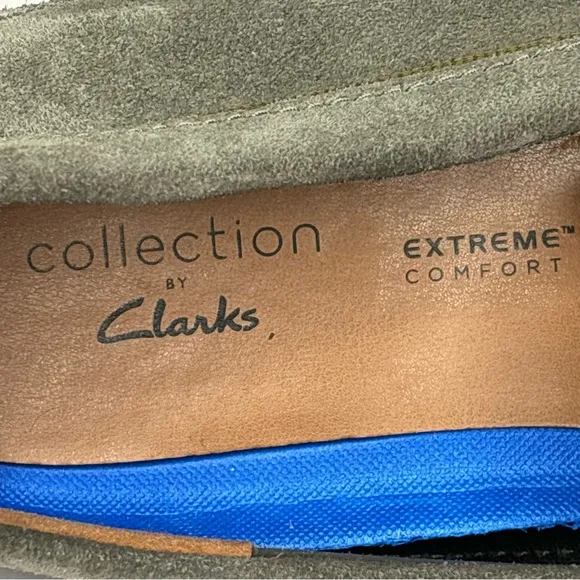 collection
BY
Clarks
EXTREME™
COMFORT